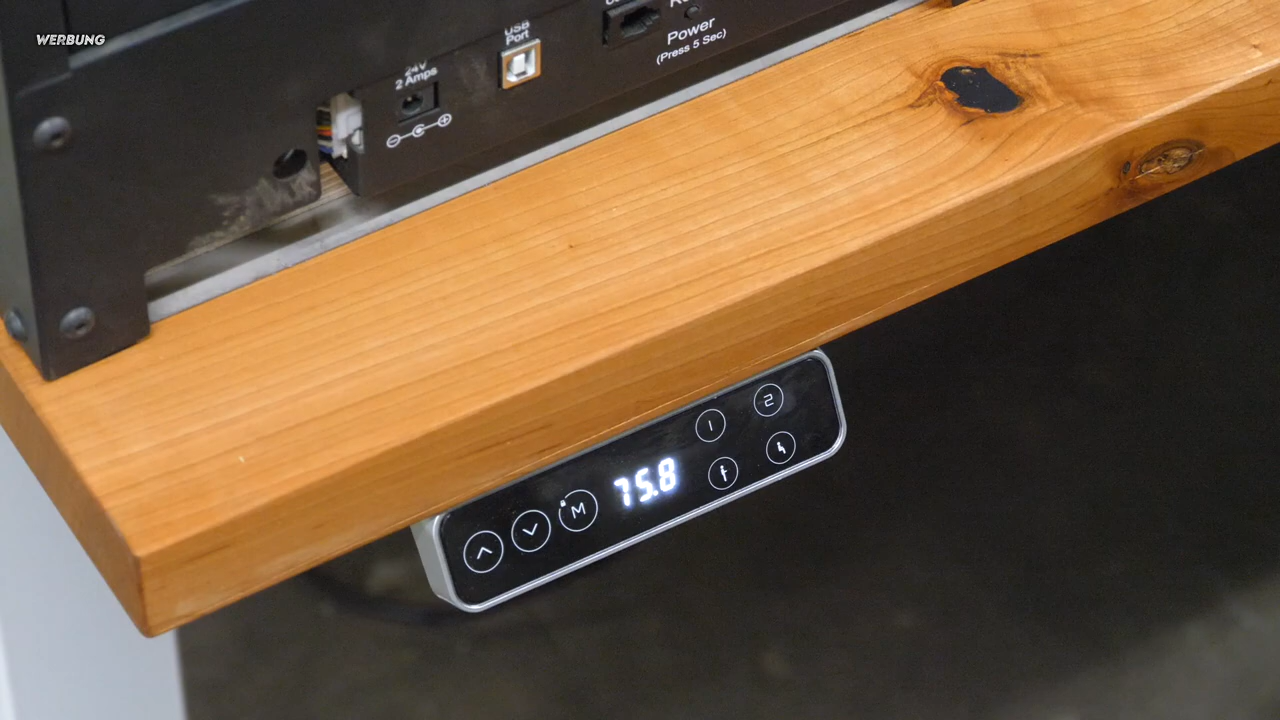 WERBUNG
24V
2 Amps
USB
Port
Power
(Press 5 Sec)
1
2
M
75.8